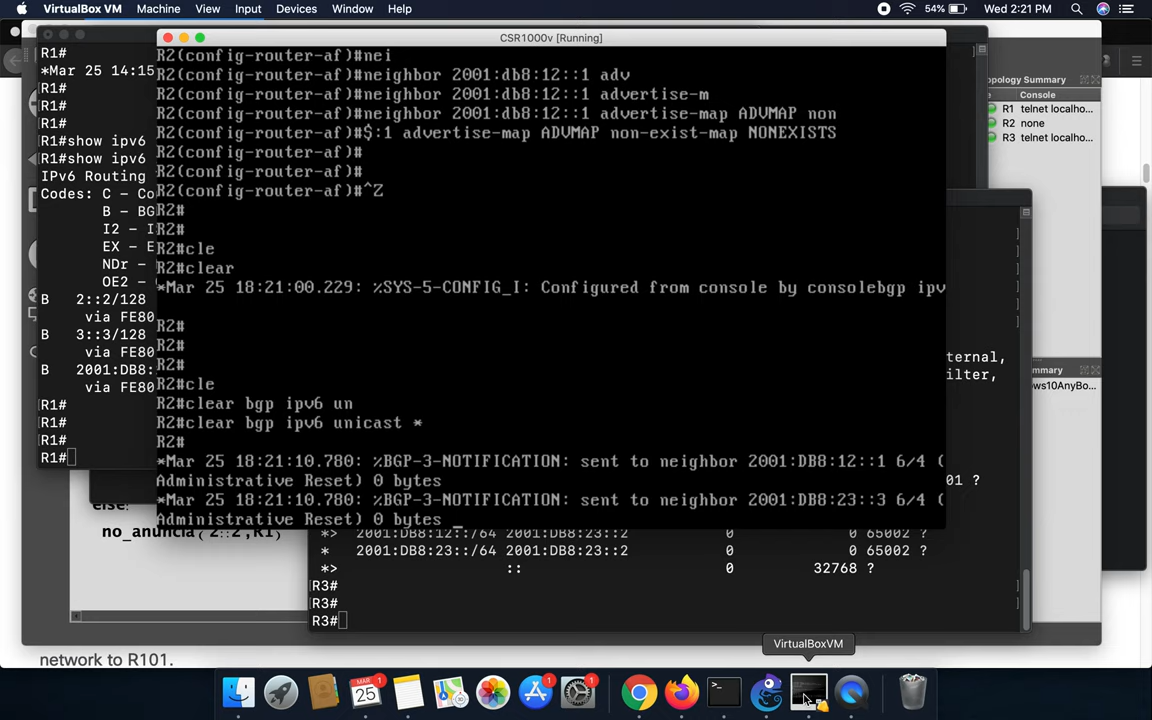 VirtualBox VM Machine View Input Devices Window Help 54% Wed 2:21 PM
CSR1000v [Running]
R2(config-router-af)#nei
R2(config-router-af)#neighbor 2001:db8:12::1 adv
R2(config-router-af)#neighbor 2001:db8:12::1 advertise-m
R2(config-router-af)#neighbor 2001:db8:12::1 advertise-map ADVMAP non
R2(config-router-af)#$:1 advertise-map ADVMAP non-exist-map NONEXISTS
R2(config-router-af)#
R2(config-router-af)#
R2(config-router-af)#^Z
R2#
R2#
R2#cle
R2#clear
*Mar 25 18:21:00.229: %SYS-5-CONFIG_I: Configured from console by consolebgp ipv
R2#
R2#
R2#
R2#cle
R2#clear bgp ipv6 un
R2#clear bgp ipv6 unicast *
R2#
*Mar 25 18:21:10.780: %BGP-3-NOTIFICATION: sent to neighbor 2001:DB8:12::1 6/4 (
Administrative Reset) 0 bytes
*Mar 25 18:21:10.780: %BGP-3-NOTIFICATION: sent to neighbor 2001:DB8:23::3 6/4 (
Administrative Reset) 0 bytes _
R1#
*Mar 25 14:15
R1#
R1#
R1#
R1#show ipv6
R1#show ipv6
IPv6 Routing
Codes: C - Co
B - BG
I2 - I
EX - E
NDr -
OE2 -
B 2::2/128
via FE80
B 3::3/128
via FE80
B 2001:DB8:
via FE80
R1#
R1#
R1#
R1#
opology Summary
Console
R1 telnet localho...
R2 none
R3 telnet localho...
ternal,
ilter,
mmary
ws10AnyBo...
01 ?
else:
no_anuncia(2::2,R1)
*> 2001:DB8:12::/64 2001:DB8:23::2 0 0 65002 ?
* 2001:DB8:23::/64 2001:DB8:23::2 0 0 65002 ?
*> :: 0 32768 ?
R3#
R3#
R3#
VirtualBoxVM
network to R101.
MAR
25
1
1
1